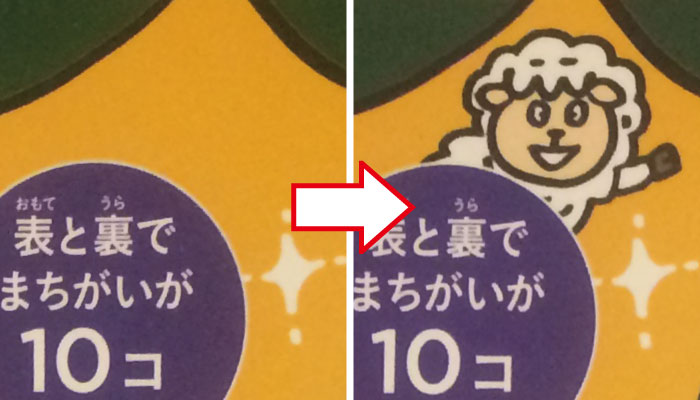 おもて うら
表と裏で
まちがいが
10コ
うら
表と裏で
まちがいが
10コ